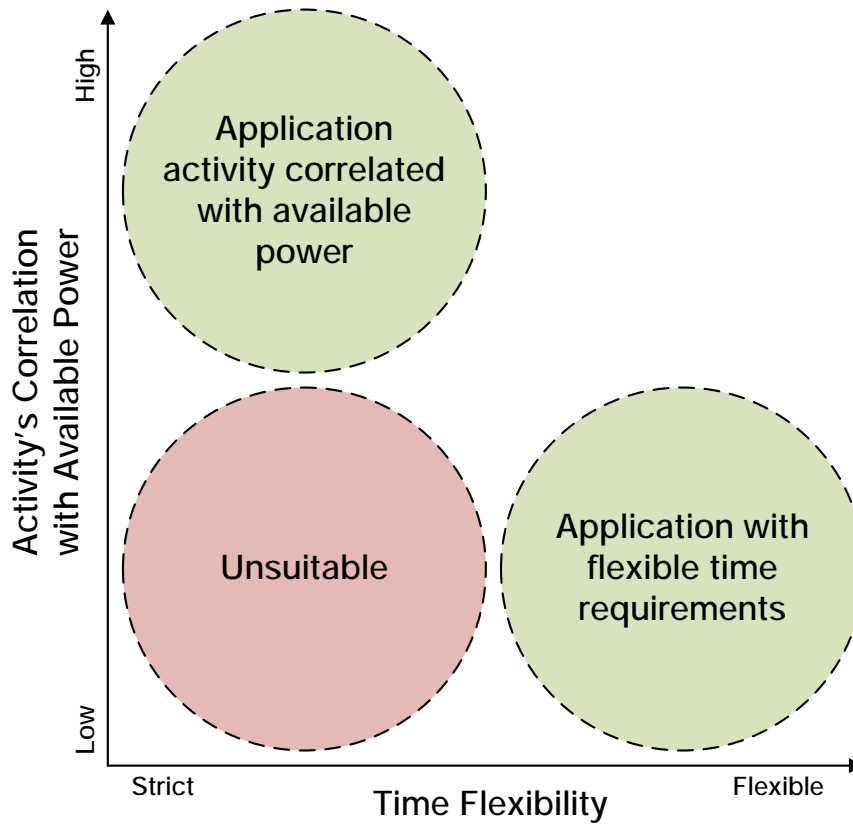 High
Application
activity correlated
with available
power
Activity's Correlation
with Available Power
Unsuitable
Application with
flexible time
requirements
Low
Strict
Flexible
Time Flexibility